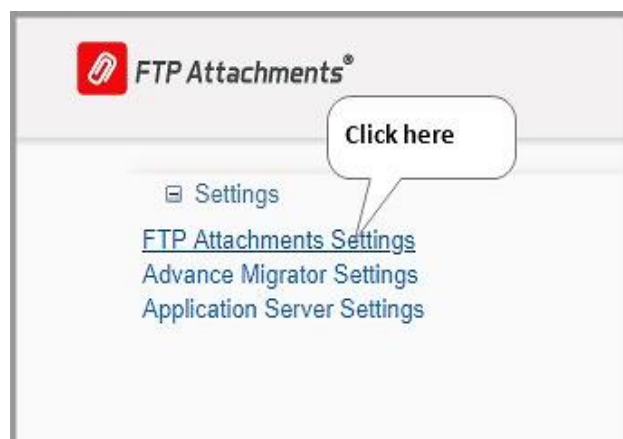 FTP Attachments®
Click here
Settings
FTP Attachments Settings
Advance Migrator Settings
Application Server Settings